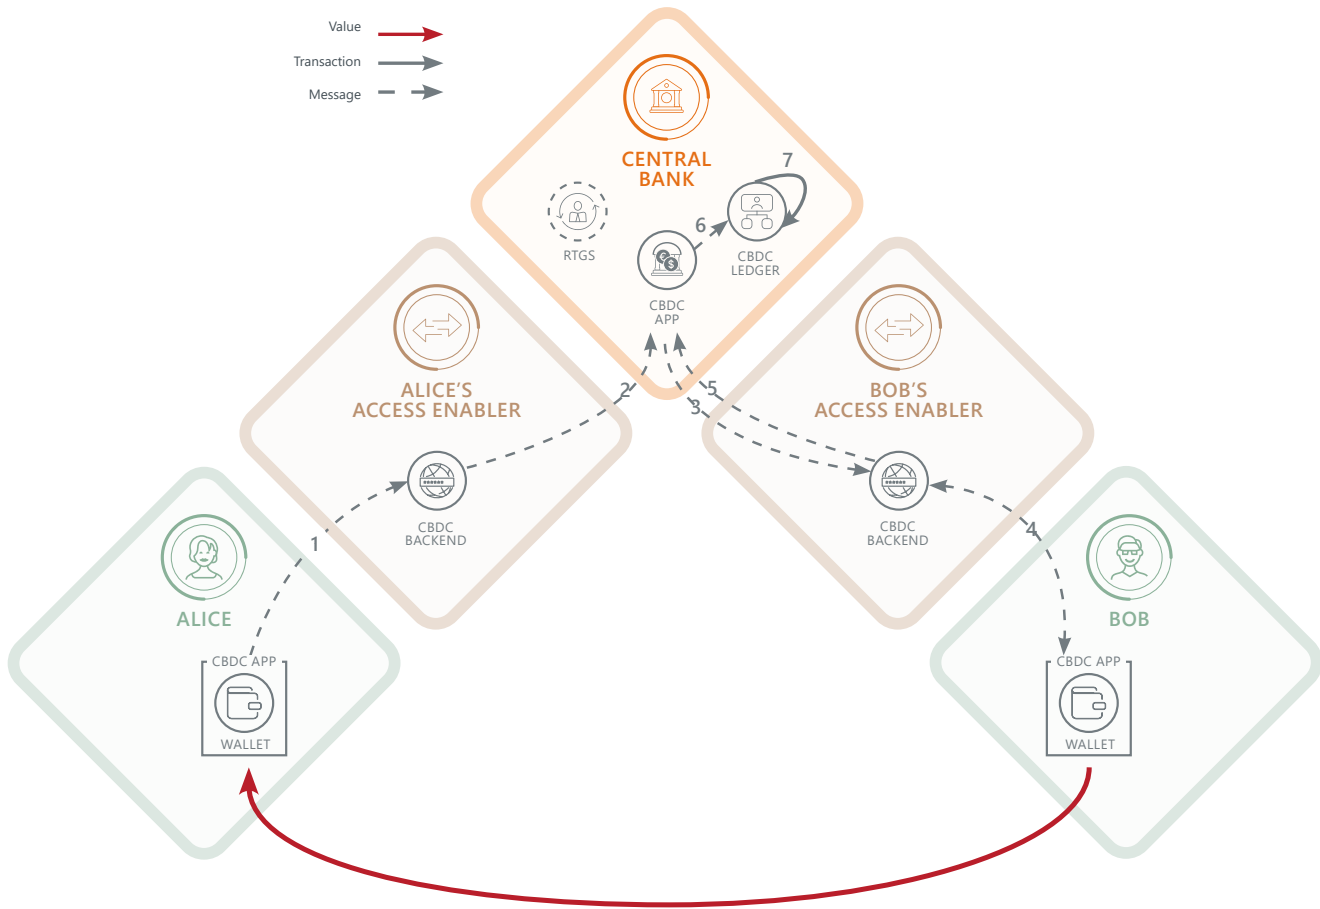 Value
Transaction
Message
CENTRAL
BANK
7
6
RTGS
CBDC
LEDGER
CBDC
APP
ALICE'S
ACCESS ENABLER
2
5
3
BOB'S
ACCESS ENABLER
******
CBDC
BACKEND
******
CBDC
BACKEND
1
4
ALICE
CBDC APP
WALLET
BOB
CBDC APP
WALLET